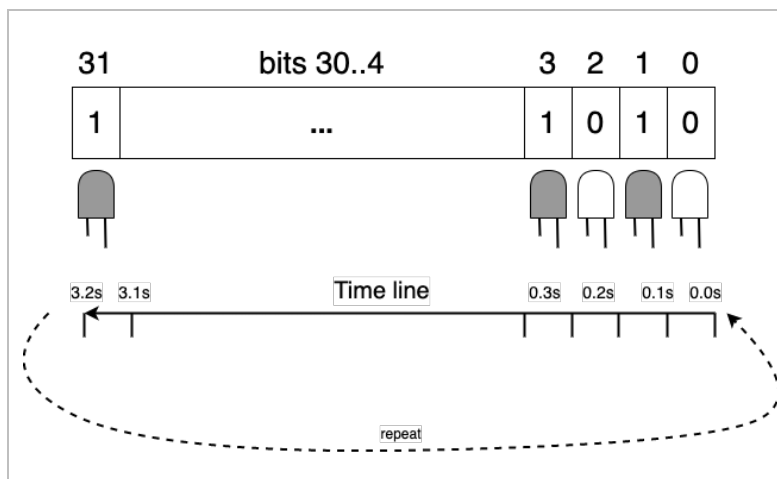 31 bits 30..4 3 2 1 0
1 ... 1 0 1 0
3.2s 3.1s Time line 0.3s 0.2s 0.1s 0.0s
repeat